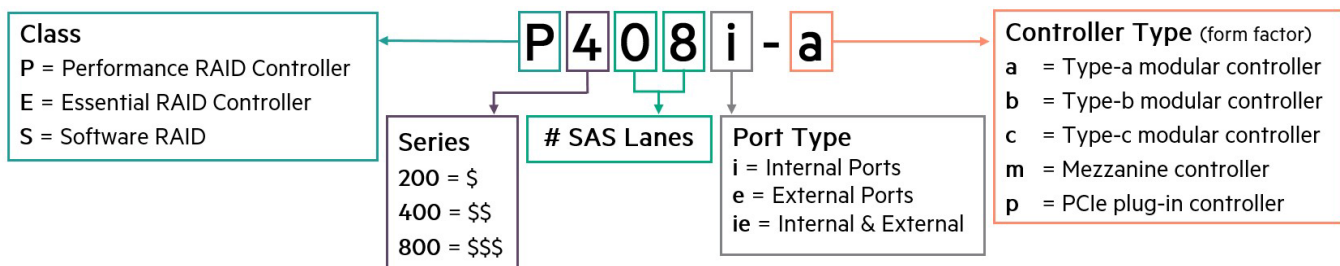 P408i-a
Class
P = Performance RAID Controller
E = Essential RAID Controller
S = Software RAID
Series
200 = $
400 = $$
800 = $$$
# SAS Lanes
Port Type
i = Internal Ports
e = External Ports
ie = Internal & External
Controller Type (form factor)
a = Type-a modular controller
b = Type-b modular controller
c = Type-c modular controller
m = Mezzanine controller
p = PCIe plug-in controller